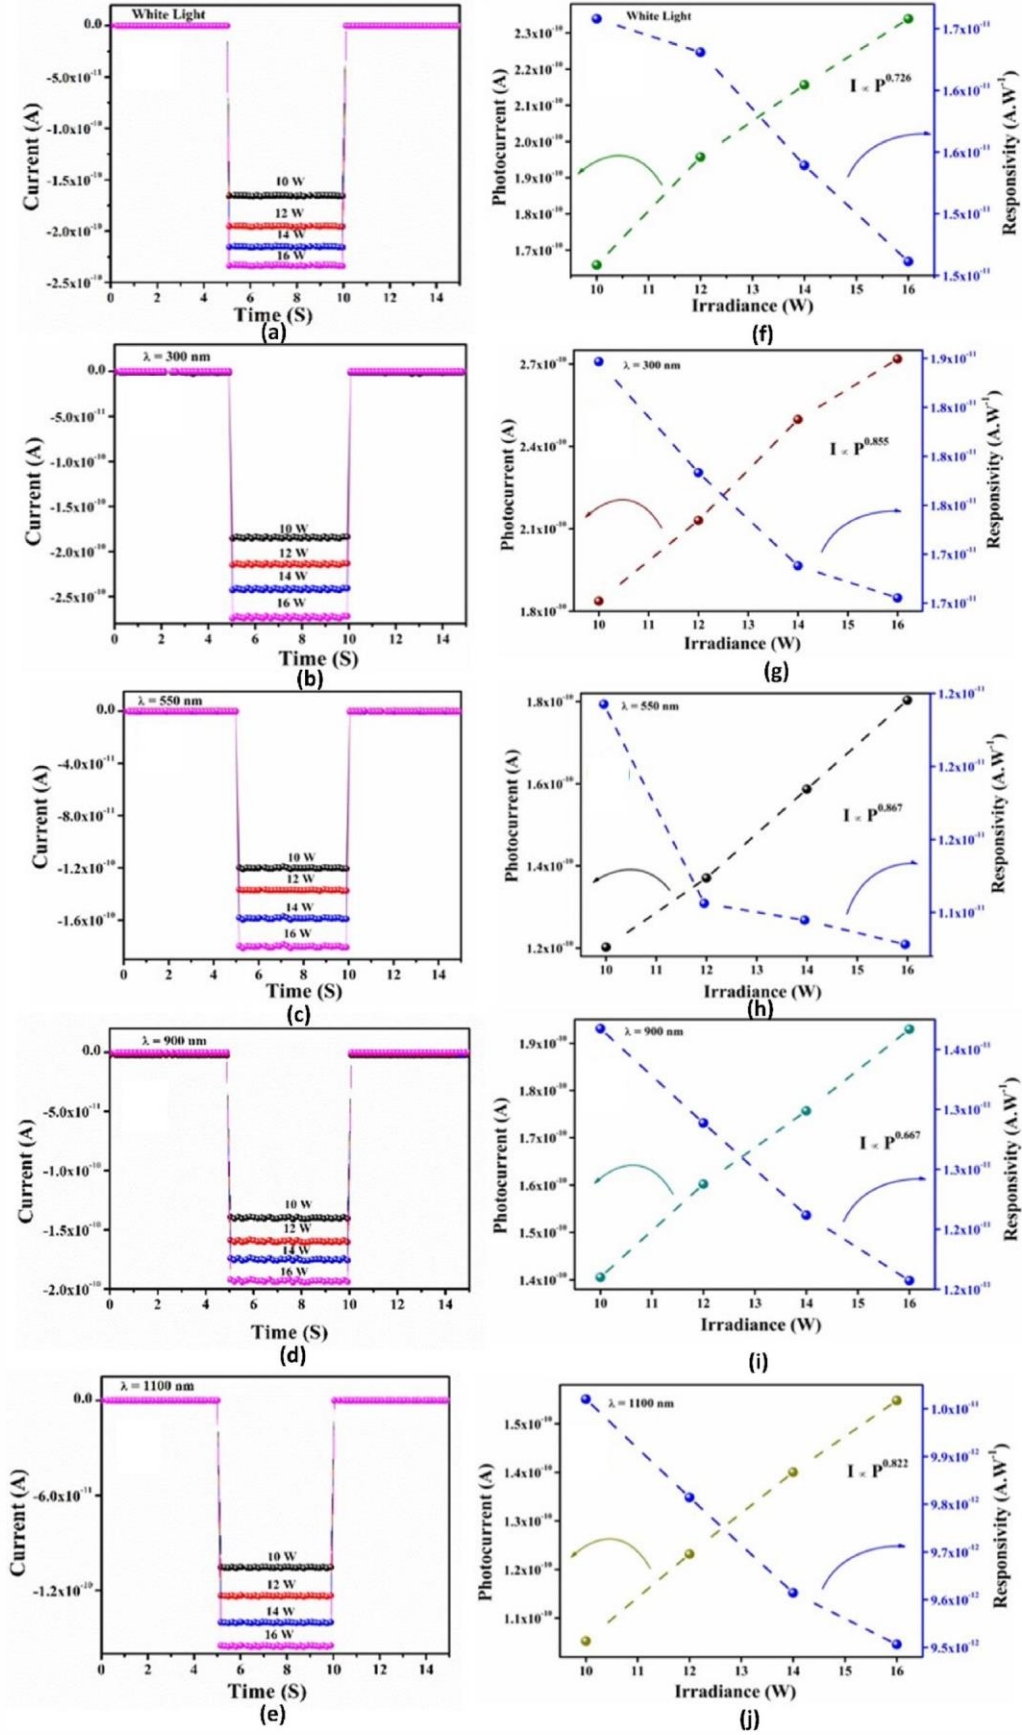 White Light
0.0
-5.0x10⁻¹¹
-1.0x10⁻¹⁰
-1.5x10⁻¹⁰
-2.0x10⁻¹⁰
-2.5x10⁻¹⁰
Current (A)
10 W
12 W
14 W
16 W
0 2 4 6 8 10 12 14
Time (S)
(a)
White Light
2.3x10⁻¹⁰
2.2x10⁻¹⁰
2.1x10⁻¹⁰
2.0x10⁻¹⁰
1.9x10⁻¹⁰
1.8x10⁻¹⁰
1.7x10⁻¹⁰
Photocurrent (A)
I ∝ P^0.726
1.7x10⁻¹¹
1.6x10⁻¹¹
1.6x10⁻¹¹
1.5x10⁻¹¹
1.5x10⁻¹¹
Responsivity (A.W⁻¹)
10 11 12 13 14 15 16
Irradiance (W)
(f)
λ = 300 nm
0.0
-5.0x10⁻¹¹
-1.0x10⁻¹⁰
-1.5x10⁻¹⁰
-2.0x10⁻¹⁰
-2.5x10⁻¹⁰
Current (A)
10 W
12 W
14 W
16 W
0 2 4 6 8 10 12 14
Time (S)
(b)
λ = 300 nm
2.7x10⁻¹⁰
2.4x10⁻¹⁰
2.1x10⁻¹⁰
1.8x10⁻¹⁰
Photocurrent (A)
I ∝ P^0.855
1.9x10⁻¹¹
1.8x10⁻¹¹
1.8x10⁻¹¹
1.8x10⁻¹¹
1.7x10⁻¹¹
1.7x10⁻¹¹
Responsivity (A.W⁻¹)
10 11 12 13 14 15 16
Irradiance (W)
(g)
λ = 550 nm
0.0
-4.0x10⁻¹¹
-8.0x10⁻¹¹
-1.2x10⁻¹⁰
-1.6x10⁻¹⁰
Current (A)
10 W
12 W
14 W
16 W
0 2 4 6 8 10 12 14
Time (S)
(c)
λ = 550 nm
1.8x10⁻¹⁰
1.6x10⁻¹⁰
1.4x10⁻¹⁰
1.2x10⁻¹⁰
Photocurrent (A)
I ∝ P^0.867
1.2x10⁻¹¹
1.2x10⁻¹¹
1.2x10⁻¹¹
1.1x10⁻¹¹
Responsivity (A.W⁻¹)
10 11 12 13 14 15 16
Irradiance (W)
(h)
λ = 900 nm
0.0
-5.0x10⁻¹¹
-1.0x10⁻¹⁰
-1.5x10⁻¹⁰
-2.0x10⁻¹⁰
Current (A)
10 W
12 W
14 W
16 W
0 2 4 6 8 10 12 14
Time (S)
(d)
λ = 900 nm
1.9x10⁻¹⁰
1.8x10⁻¹⁰
1.7x10⁻¹⁰
1.6x10⁻¹⁰
1.5x10⁻¹⁰
1.4x10⁻¹⁰
Photocurrent (A)
I ∝ P^0.667
1.4x10⁻¹¹
1.3x10⁻¹¹
1.3x10⁻¹¹
1.2x10⁻¹¹
1.2x10⁻¹¹
Responsivity (A.W⁻¹)
10 11 12 13 14 15 16
Irradiance (W)
(i)
λ = 1100 nm
0.0
-6.0x10⁻¹¹
-1.2x10⁻¹⁰
Current (A)
10 W
12 W
14 W
16 W
0 2 4 6 8 10 12 14
Time (S)
(e)
λ = 1100 nm
1.5x10⁻¹⁰
1.4x10⁻¹⁰
1.3x10⁻¹⁰
1.2x10⁻¹⁰
1.1x10⁻¹⁰
Photocurrent (A)
I ∝ P^0.822
1.0x10⁻¹¹
9.9x10⁻¹²
9.8x10⁻¹²
9.7x10⁻¹²
9.6x10⁻¹²
9.5x10⁻¹²
Responsivity (A.W⁻¹)
10 11 12 13 14 15 16
Irradiance (W)
(j)